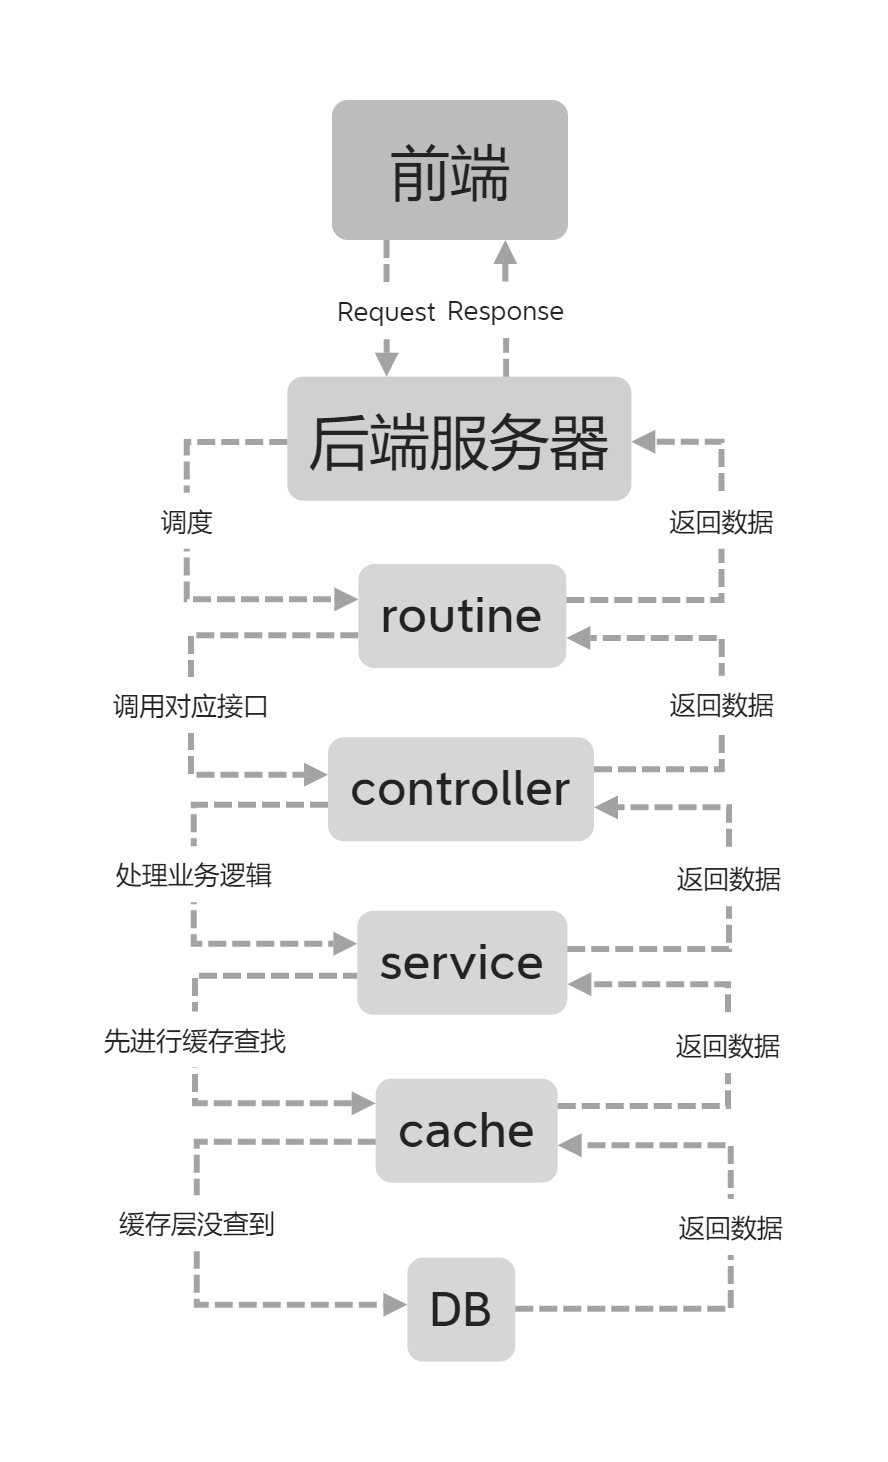 前端
Request Response
后端服务器
调度 返回数据
routine
调用对应接口 返回数据
controller
处理业务逻辑 返回数据
service
先进行缓存查找 返回数据
cache
缓存层没查到 返回数据
DB